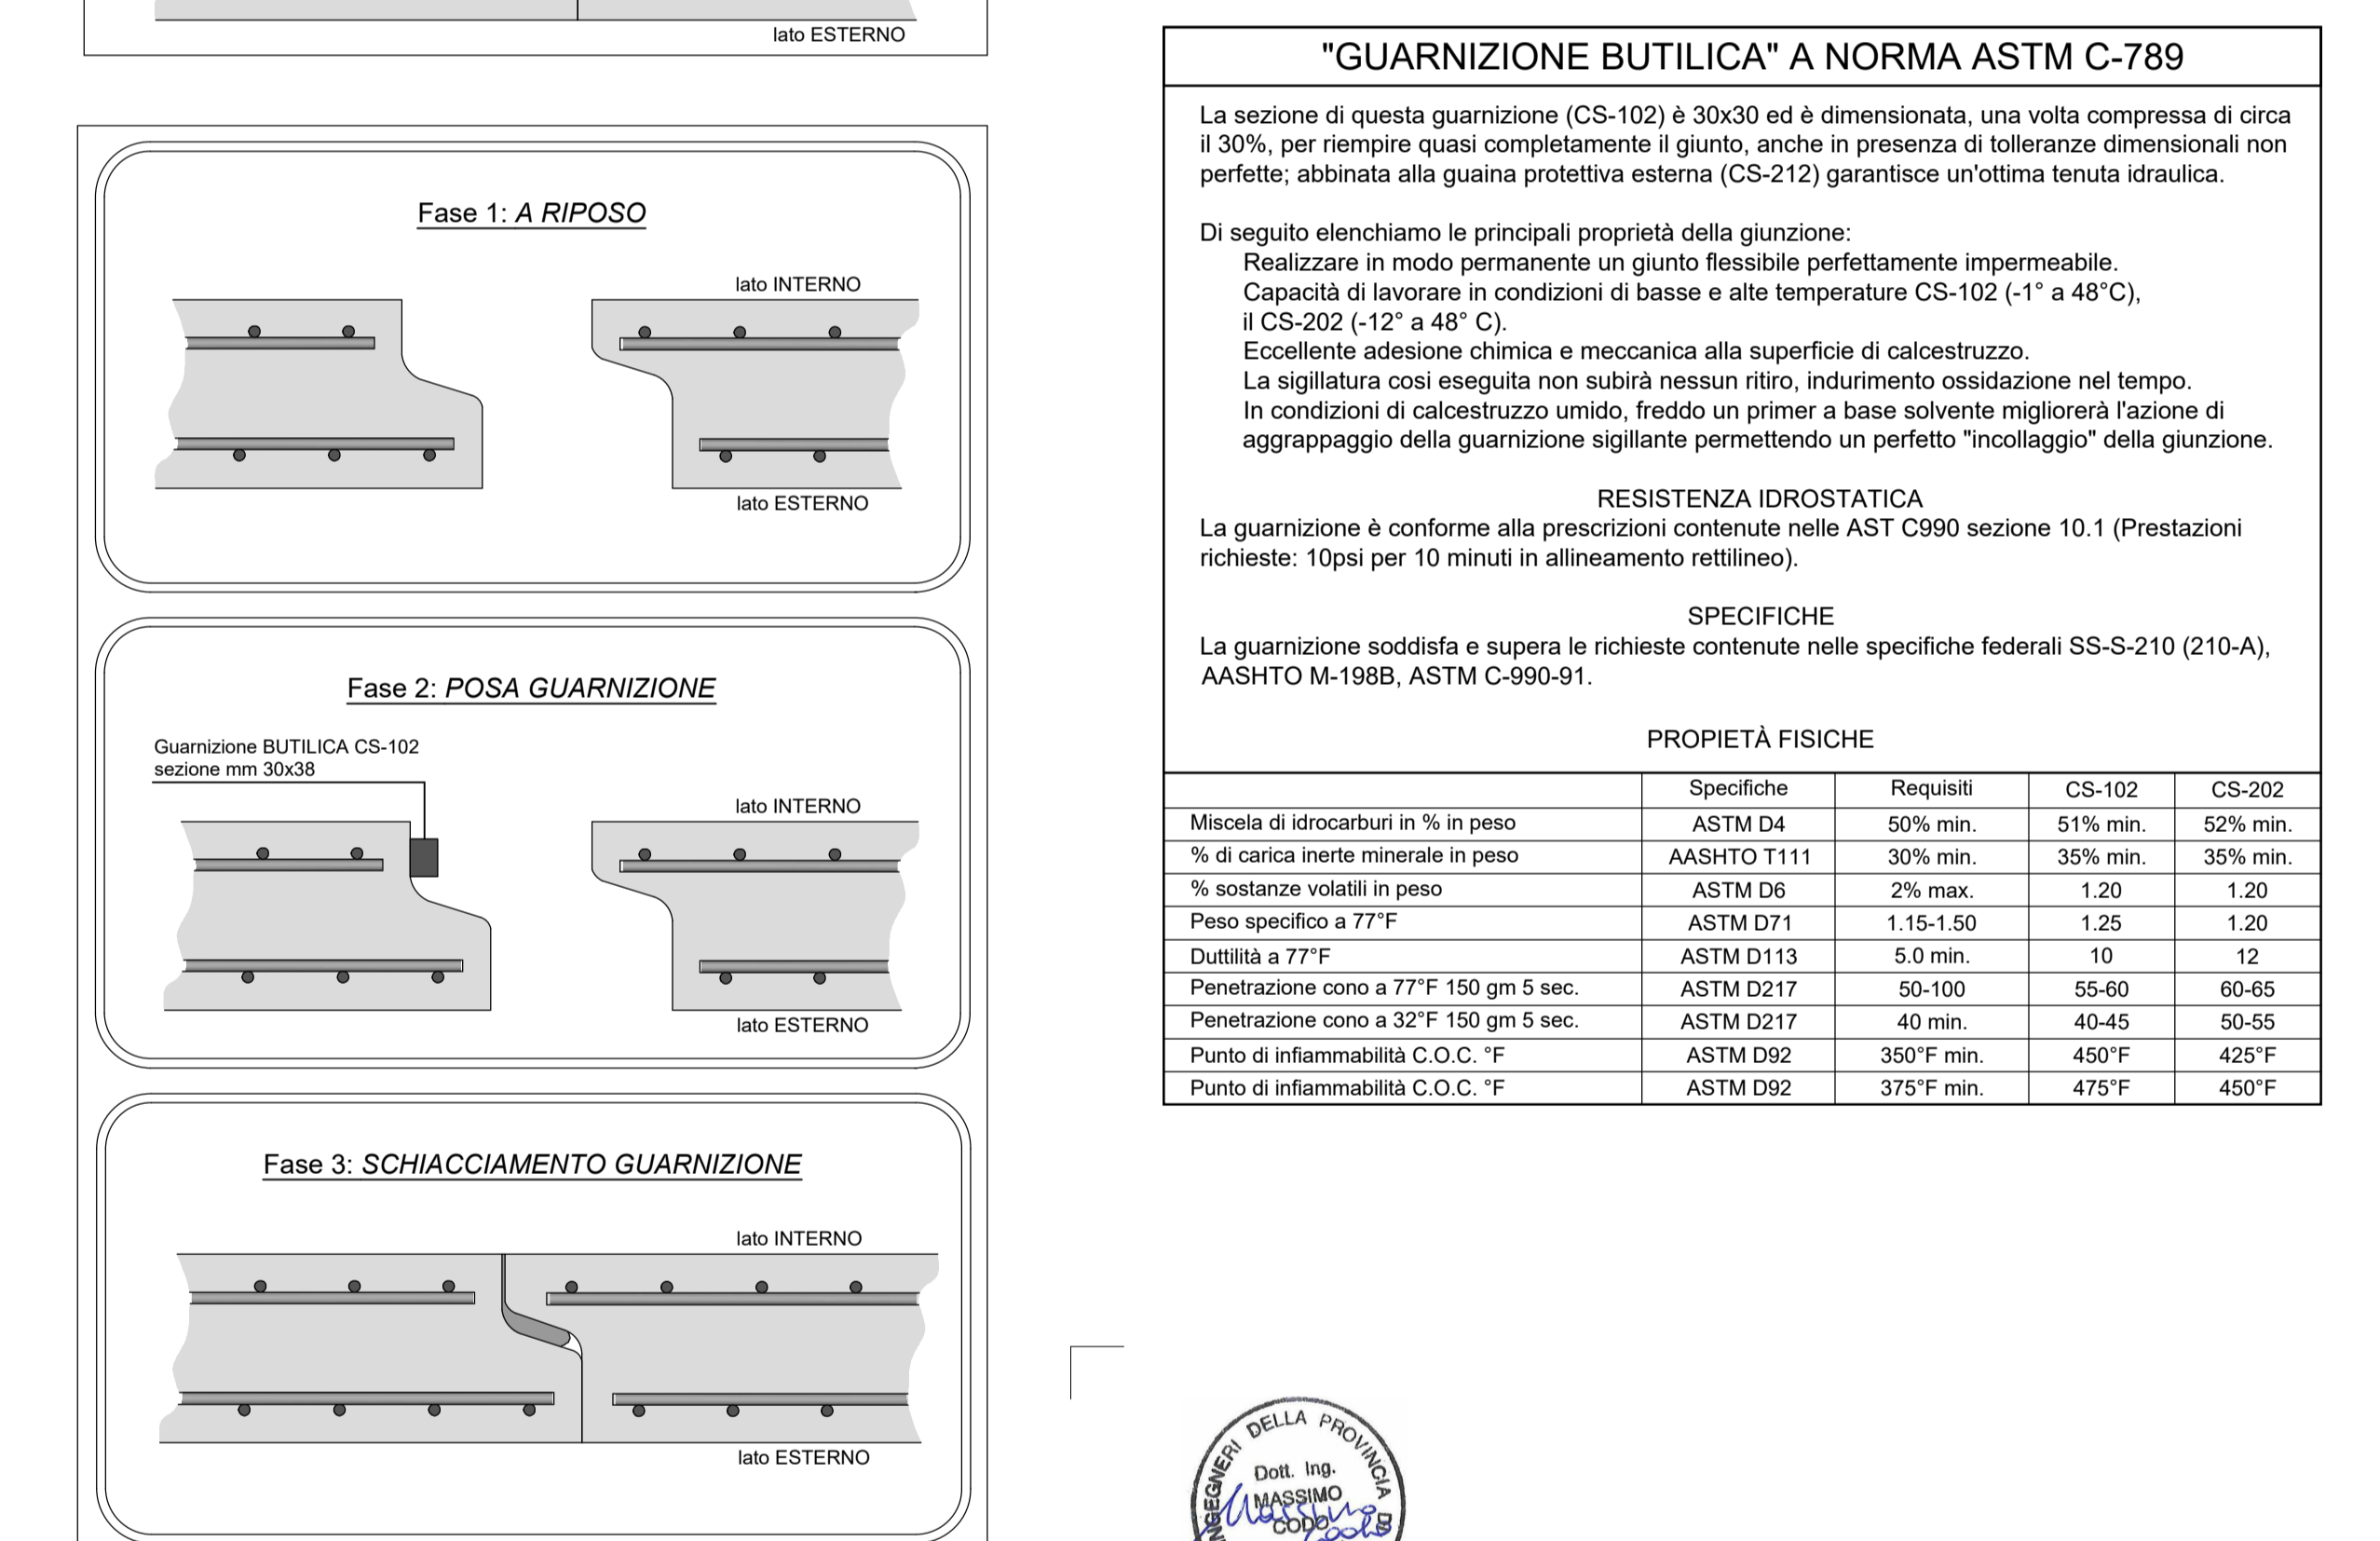 lato ESTERNO
Fase 1: A RIPOSO
lato INTERNO
lato ESTERNO
Fase 2: POSA GUARNIZIONE
Guarnizione BUTILICA CS-102
sezione mm 30x38
lato INTERNO
lato ESTERNO
Fase 3: SCHIACCIAMENTO GUARNIZIONE
lato INTERNO
lato ESTERNO
"GUARNIZIONE BUTILICA" A NORMA ASTM C-789
La sezione di questa guarnizione (CS-102) è 30x30 ed è dimensionata, una volta compressa di circa
il 30%, per riempire quasi completamente il giunto, anche in presenza di tolleranze dimensionali non
perfette; abbinata alla guaina protettiva esterna (CS-212) garantisce un'ottima tenuta idraulica.
Di seguito elenchiamo le principali proprietà della giunzione:
Realizzare in modo permanente un giunto flessibile perfettamente impermeabile.
Capacità di lavorare in condizioni di basse e alte temperature CS-102 (-1° a 48°C),
il CS-202 (-12° a 48° C).
Eccellente adesione chimica e meccanica alla superficie di calcestruzzo.
La sigillatura cosi eseguita non subirà nessun ritiro, indurimento ossidazione nel tempo.
In condizioni di calcestruzzo umido, freddo un primer a base solvente migliorerà l'azione di
aggrappaggio della guarnizione sigillante permettendo un perfetto "incollaggio" della giunzione.
RESISTENZA IDROSTATICA
La guarnizione è conforme alla prescrizioni contenute nelle AST C990 sezione 10.1 (Prestazioni
richieste: 10psi per 10 minuti in allineamento rettilineo).
SPECIFICHE
La guarnizione soddisfa e supera le richieste contenute nelle specifiche federali SS-S-210 (210-A),
AASHTO M-198B, ASTM C-990-91.
PROPIETÀ FISICHE
Specifiche Requisiti CS-102 CS-202
Miscela di idrocarburi in % in peso ASTM D4 50% min. 51% min. 52% min.
% di carica inerte minerale in peso AASHTO T111 30% min. 35% min. 35% min.
% sostanze volatili in peso ASTM D6 2% max. 1.20 1.20
Peso specifico a 77°F ASTM D71 1.15-1.50 1.25 1.20
Duttilità a 77°F ASTM D113 5.0 min. 10 12
Penetrazione cono a 77°F 150 gm 5 sec. ASTM D217 50-100 55-60 60-65
Penetrazione cono a 32°F 150 gm 5 sec. ASTM D217 40 min. 40-45 50-55
Punto di infiammabilità C.O.C. °F ASTM D92 350°F min. 450°F 425°F
Punto di infiammabilità C.O.C. °F ASTM D92 375°F min. 475°F 450°F
DELLA PROVINCIA
Dott. Ing.
MASSIMO
CODO